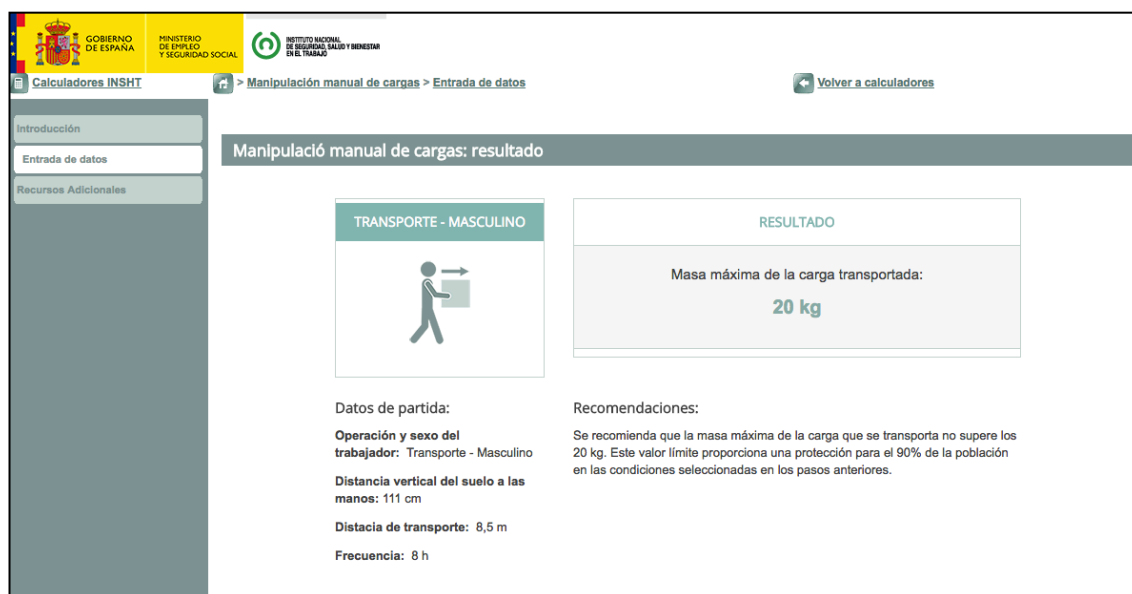 GOBIERNO
DE ESPAÑA
MINISTERIO
DE EMPLEO
Y SEGURIDAD SOCIAL
INSTITUTO NACIONAL
DE SEGURIDAD, SALUD Y BIENESTAR
EN EL TRABAJO
Calculadores INSHT
> Manipulación manual de cargas > Entrada de datos
Volver a calculadores
Introducción
Entrada de datos
Recursos Adicionales
Manipulació manual de cargas: resultado
TRANSPORTE - MASCULINO
RESULTADO
Masa máxima de la carga transportada:
20 kg
Datos de partida:
Operación y sexo del
trabajador: Transporte - Masculino
Distancia vertical del suelo a las
manos: 111 cm
Distacia de transporte: 8,5 m
Frecuencia: 8 h
Recomendaciones:
Se recomienda que la masa máxima de la carga que se transporta no supere los
20 kg. Este valor límite proporciona una protección para el 90% de la población
en las condiciones seleccionadas en los pasos anteriores.